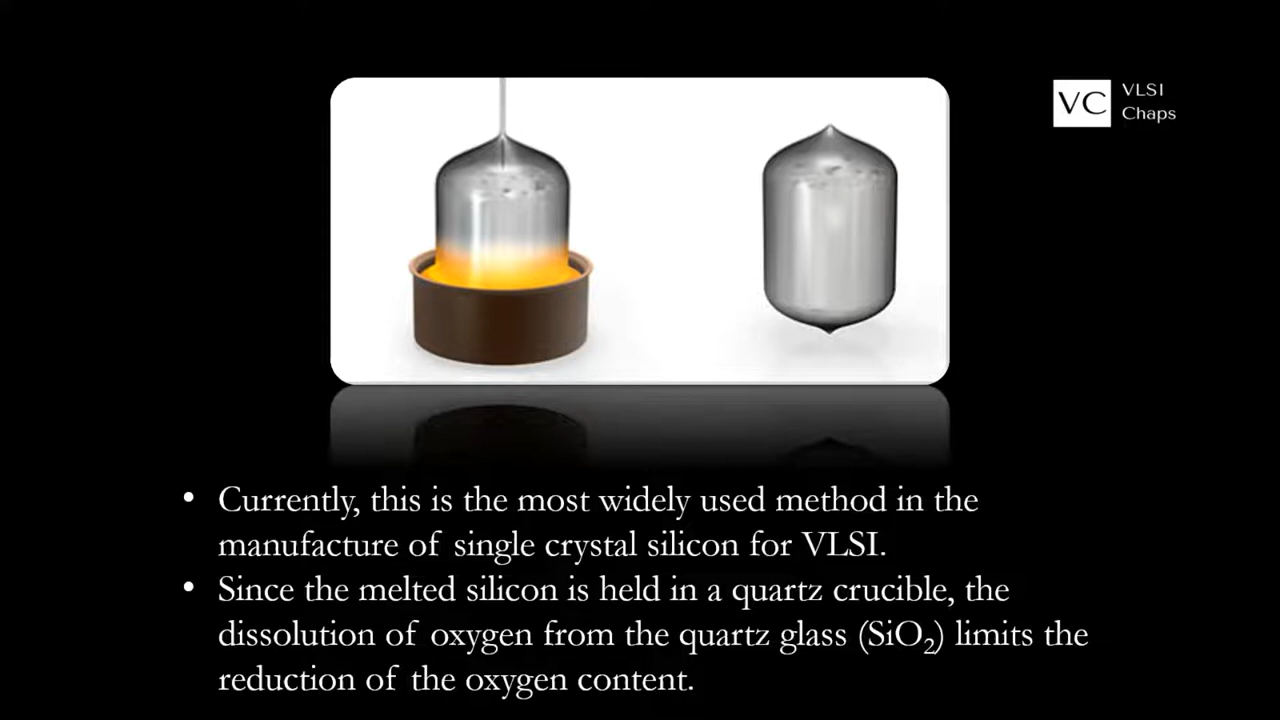 VC
VLSI
Chaps
• Currently, this is the most widely used method in the
manufacture of single crystal silicon for VLSI.
• Since the melted silicon is held in a quartz crucible, the
dissolution of oxygen from the quartz glass (SiO₂) limits the
reduction of the oxygen content.